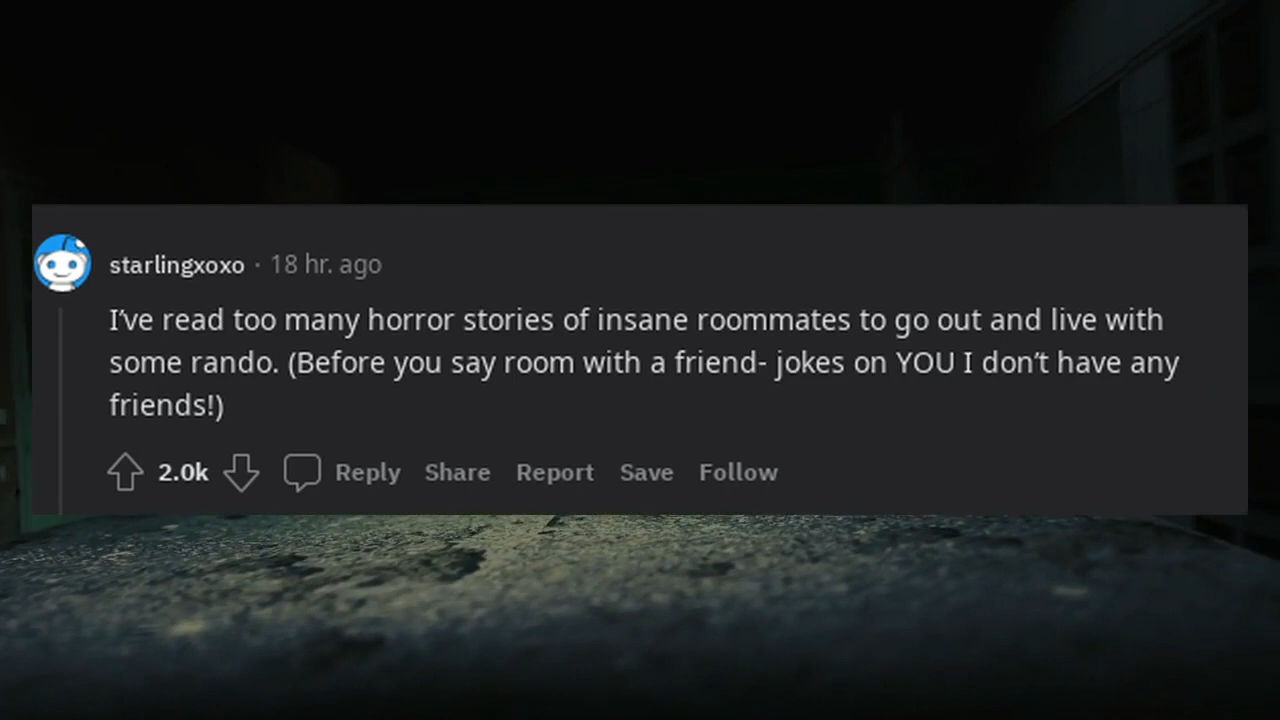 starlingxoxo · 18 hr. ago
I’ve read too many horror stories of insane roommates to go out and live with
some rando. (Before you say room with a friend- jokes on YOU I don’t have any
friends!)
2.0k Reply Share Report Save Follow